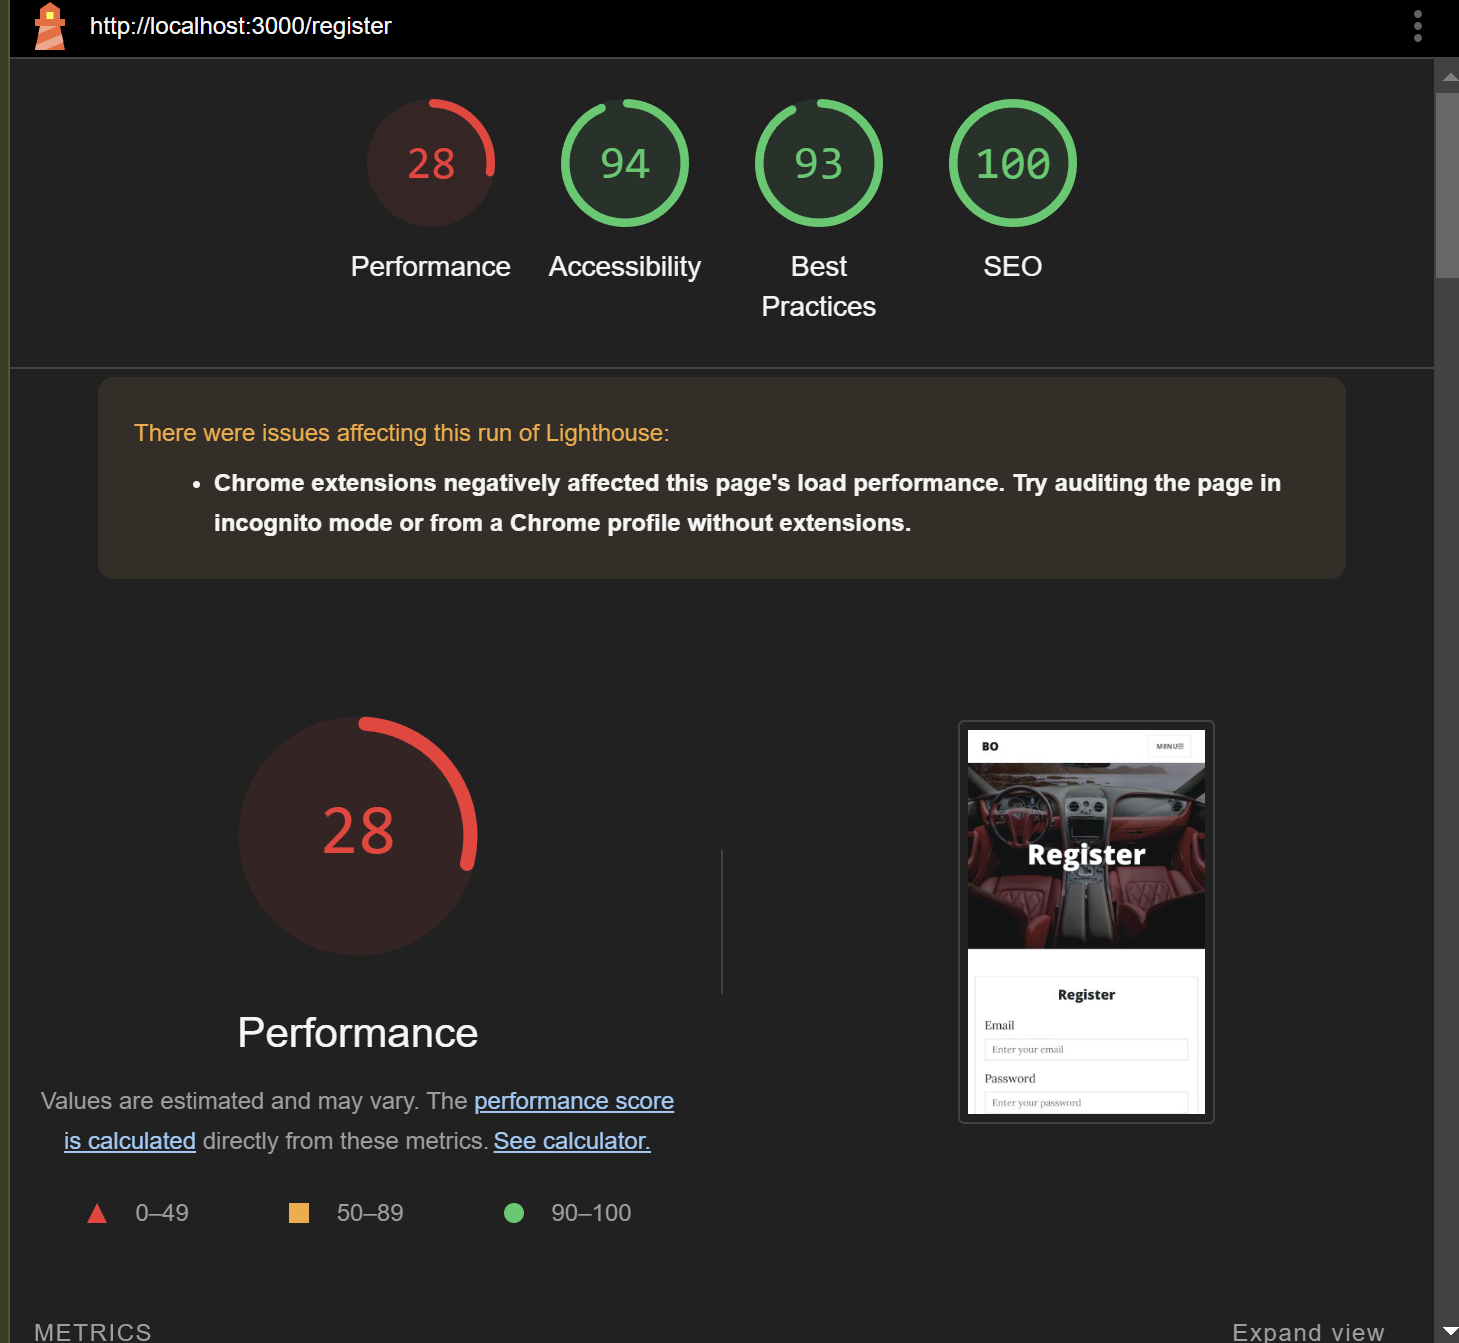 http://localhost:3000/register
28
94
93
100
Performance
Accessibility
Best
Practices
SEO
There were issues affecting this run of Lighthouse:
• Chrome extensions negatively affected this page's load performance. Try auditing the page in
incognito mode or from a Chrome profile without extensions.
28
Performance
Values are estimated and may vary. The performance score
is calculated directly from these metrics. See calculator.
0–49
50–89
90–100
BO
MENU
Register
Register
Email
Enter your email
Password
Enter your password
METRICS
Expand view